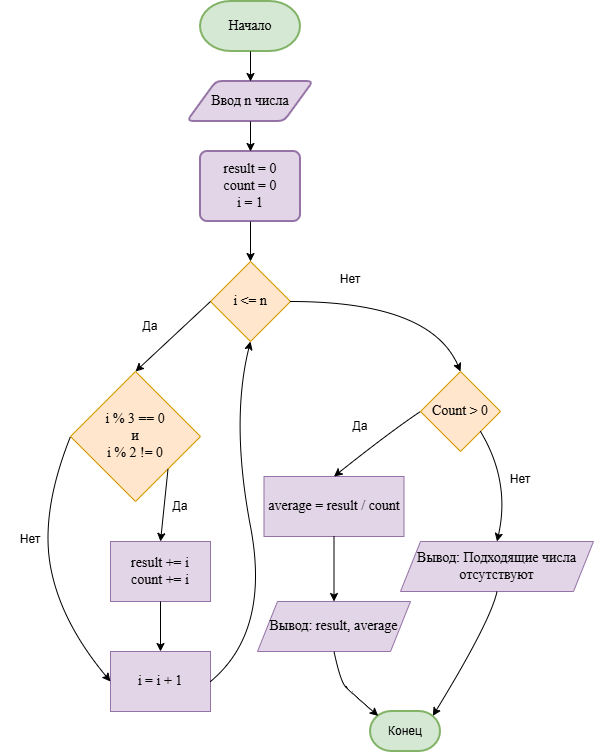 Начало
Ввод n числа
result = 0
count = 0
i = 1
i <= n
Нет
Да
i % 3 == 0
и
i % 2 != 0
Count > 0
Да
Да
Нет
Нет
average = result / count
result += i
count += i
Вывод: Подходящие числа
отсутствуют
Вывод: result, average
i = i + 1
Конец